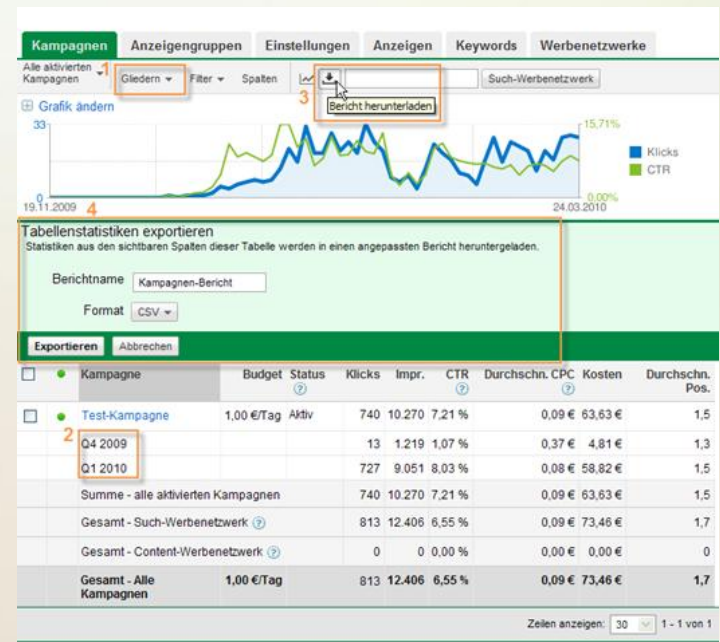 Kampagnen Anzeigengruppen Einstellungen Anzeigen Keywords Werbenetzwerke
Alle aktivierten Kampagnen 1 Gliedern Filter Spalten 3 Such-Werbenetzwerk
Bericht herunterladen
Grafik ändern
33 15,71%
Klicks
CTR
0 0,00%
19.11.2009 24.03.2010
4
Tabellenstatistiken exportieren
Statistiken aus den sichtbaren Spalten dieser Tabelle werden in einen angepassten Bericht heruntergeladen.
Berichtname Kampagnen-Bericht
Format CSV
Exportieren Abbrechen
Kampagne Budget Status Klicks Impr. CTR Durchschn. CPC Kosten Durchschn. Pos.
Test-Kampagne 1,00 €/Tag Aktiv 740 10.270 7,21 % 0,09 € 63,63 € 1,5
2 Q4 2009 13 1.219 1,07 % 0,37 € 4,81 € 1,3
Q1 2010 727 9.051 8,03 % 0,08 € 58,82 € 1,5
Summe - alle aktivierten Kampagnen 740 10.270 7,21 % 0,09 € 63,63 € 1,5
Gesamt - Such-Werbenetzwerk ? 813 12.406 6,55 % 0,09 € 73,46 € 1,7
Gesamt - Content-Werbenetzwerk ? 0 0 0,00 % 0,00 € 0,00 € 0
Gesamt - Alle Kampagnen 1,00 €/Tag 813 12.406 6,55 % 0,09 € 73,46 € 1,7
Zeilen anzeigen: 30 1 - 1 von 1